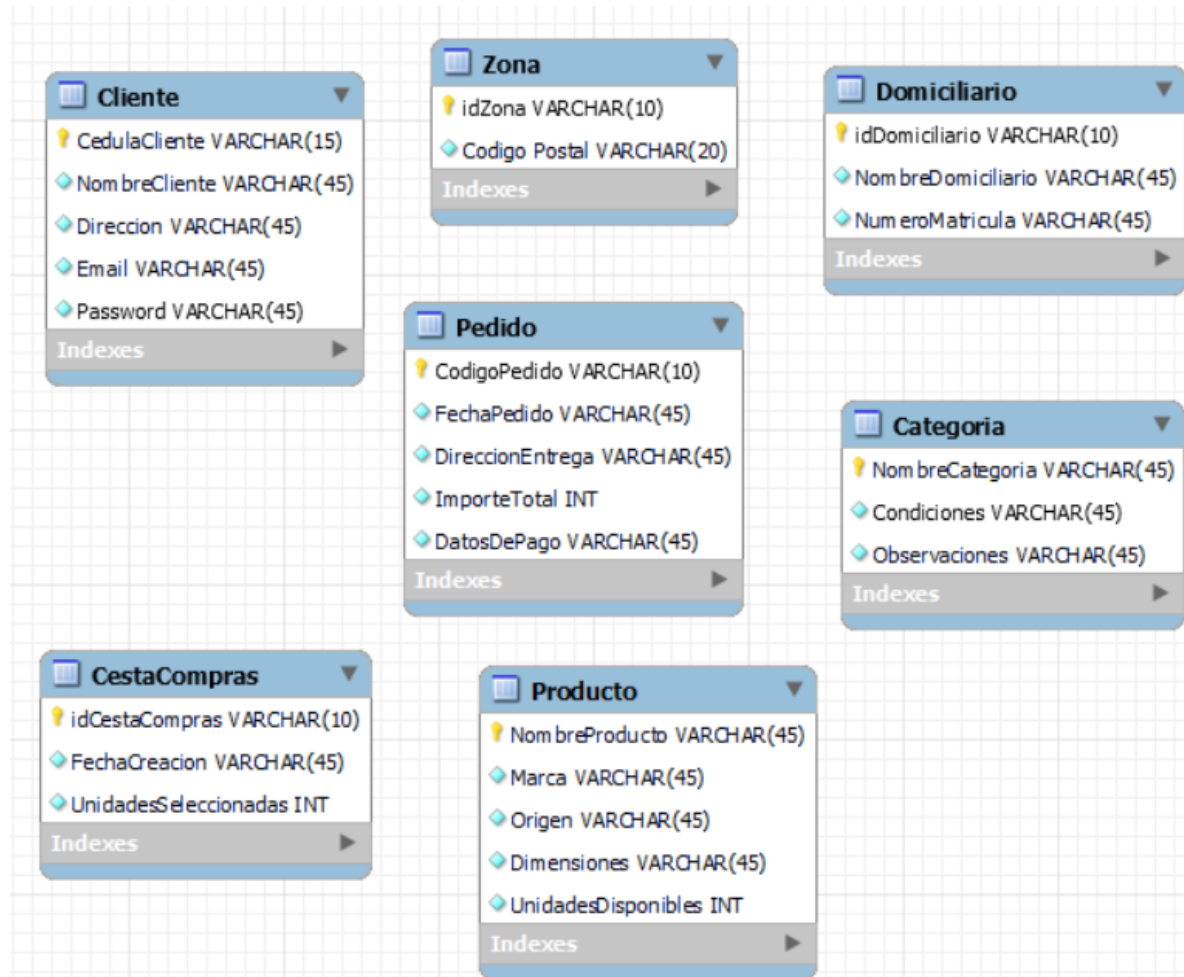 Cliente
CedulaCliente VARCHAR(15)
NombreCliente VARCHAR(45)
Direccion VARCHAR(45)
Email VARCHAR(45)
Password VARCHAR(45)
Indexes
Zona
idZona VARCHAR(10)
Codigo Postal VARCHAR(20)
Indexes
Domiciliario
idDomiciliario VARCHAR(10)
NombreDomiciliario VARCHAR(45)
NumeroMatricula VARCHAR(45)
Indexes
Pedido
CodigoPedido VARCHAR(10)
FechaPedido VARCHAR(45)
DireccionEntrega VARCHAR(45)
ImporteTotal INT
DatosDePago VARCHAR(45)
Indexes
Categoria
NombreCategoria VARCHAR(45)
Condiciones VARCHAR(45)
Observaciones VARCHAR(45)
Indexes
CestaCompras
idCestaCompras VARCHAR(10)
FechaCreacion VARCHAR(45)
UnidadesSeleccionadas INT
Indexes
Producto
NombreProducto VARCHAR(45)
Marca VARCHAR(45)
Origen VARCHAR(45)
Dimensiones VARCHAR(45)
UnidadesDisponibles INT
Indexes